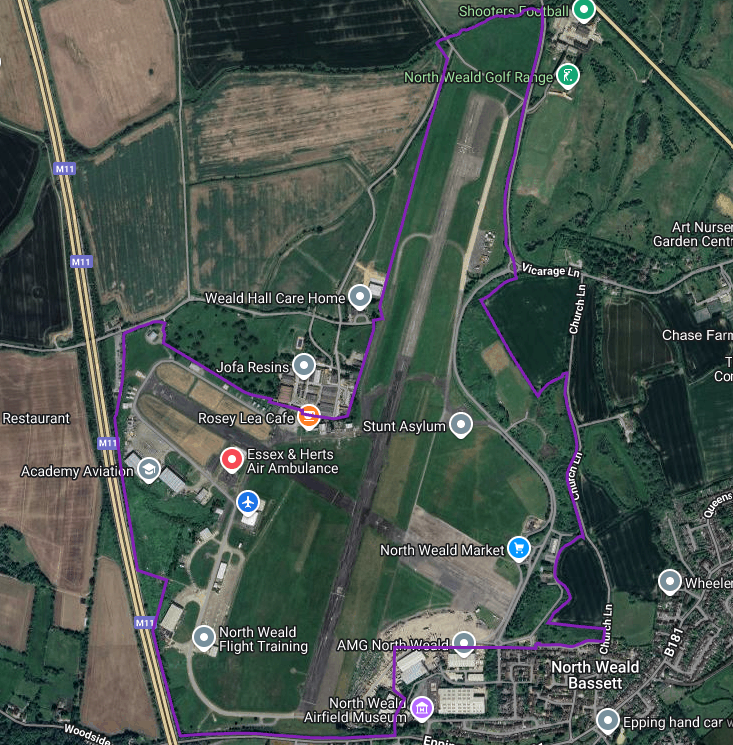 Shooters Football
North Weald Golf Range
M11
Art Nurser
Garden Centr
M11
Vicarage Ln
Weald Hall Care Home
Church Ln
Chase Farm
Jofa Resins
Restaurant
Rosey Lea Cafe
Stunt Asylum
M11
Essex & Herts
Air Ambulance
Academy Aviation
Church Ln
Queens
North Weald Market
Wheeler
Church Ln
M11
North Weald
Flight Training
AMG North Weald
B181
North Weald
Bassett
North Weald
Airfield Museum
Woodside
Epping hand car w
Epping